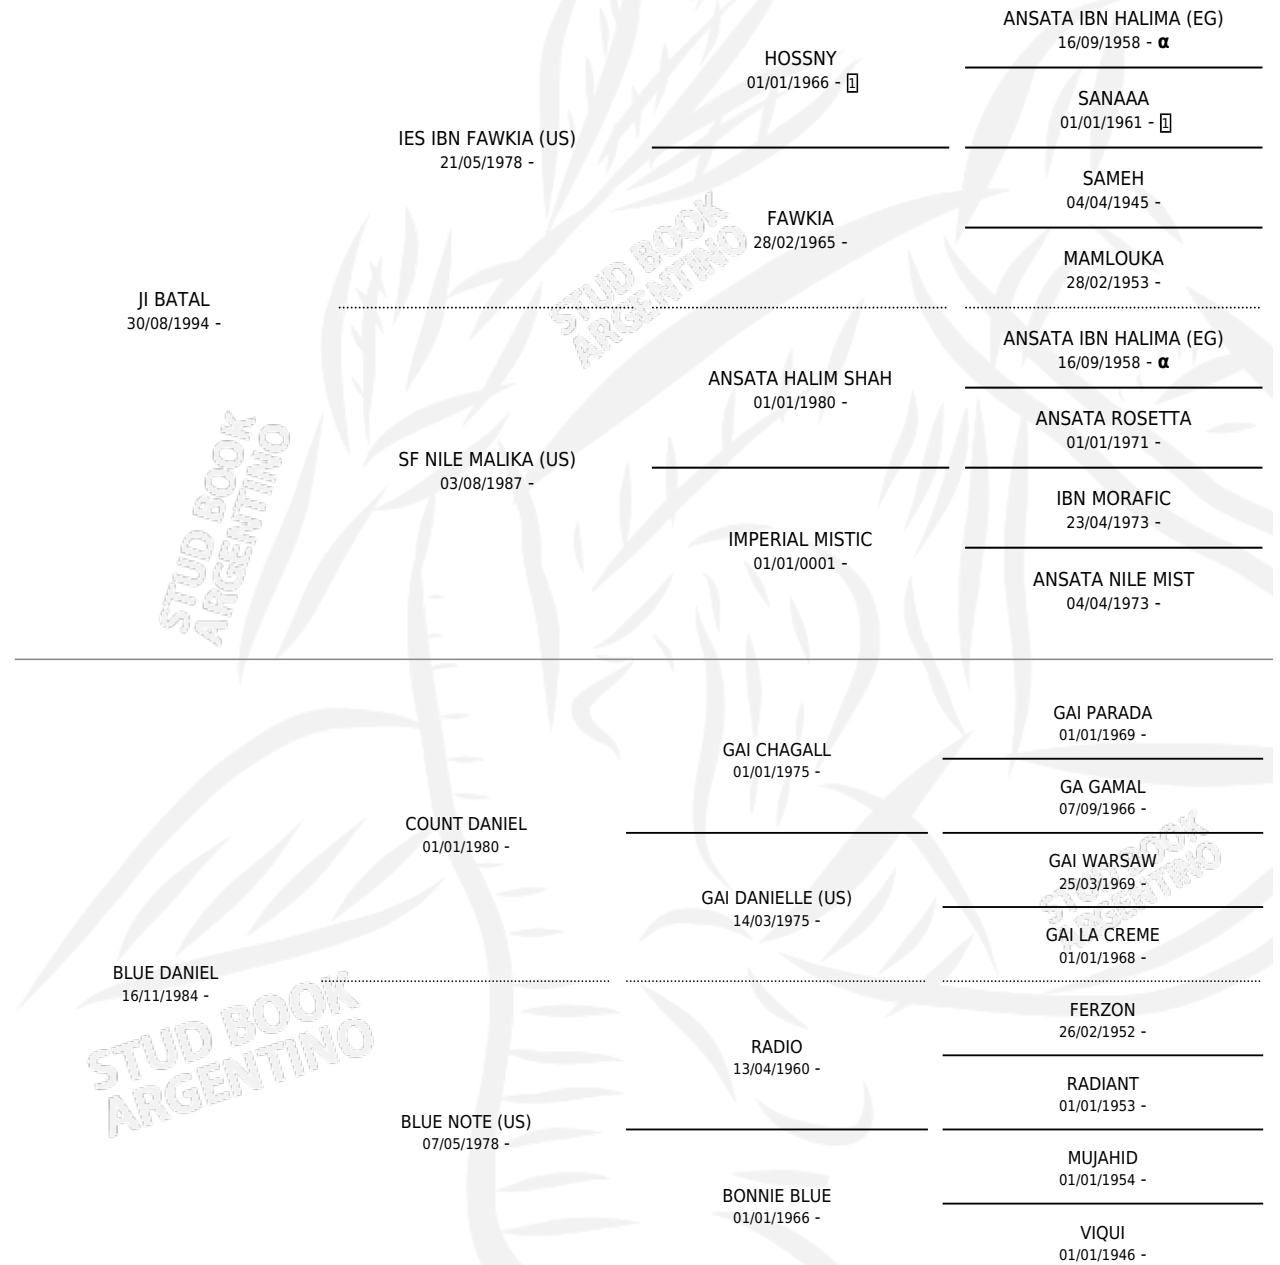 ANSATA IBN HALIMA (EG)
16/09/1958 - α
HOSSNY
01/01/1966 - 1
SANAAA
01/01/1961 - 1
IES IBN FAWKIA (US)
21/05/1978 -
SAMEH
04/04/1945 -
FAWKIA
28/02/1965 -
MAMLOUKA
28/02/1953 -
JI BATAL
30/08/1994 -
ANSATA IBN HALIMA (EG)
16/09/1958 - α
ANSATA HALIM SHAH
01/01/1980 -
ANSATA ROSETTA
01/01/1971 -
SF NILE MALIKA (US)
03/08/1987 -
IBN MORAFIC
23/04/1973 -
IMPERIAL MISTIC
01/01/0001 -
ANSATA NILE MIST
04/04/1973 -
GAI PARADA
01/01/1969 -
GAI CHAGALL
01/01/1975 -
GA GAMAL
07/09/1966 -
COUNT DANIEL
01/01/1980 -
GAI WARSAW
25/03/1969 -
GAI DANIELLE (US)
14/03/1975 -
GAI LA CREME
01/01/1968 -
BLUE DANIEL
16/11/1984 -
FERZON
26/02/1952 -
RADIO
13/04/1960 -
RADIANT
01/01/1953 -
BLUE NOTE (US)
07/05/1978 -
MUJAHID
01/01/1954 -
BONNIE BLUE
01/01/1966 -
VIQUI
01/01/1946 -
STUD BOOK
ARGENTINO
STUD BOOK
ARGENTINO
STUD BOOK
ARGENTINO
STUD BOOK
ARGENTINO